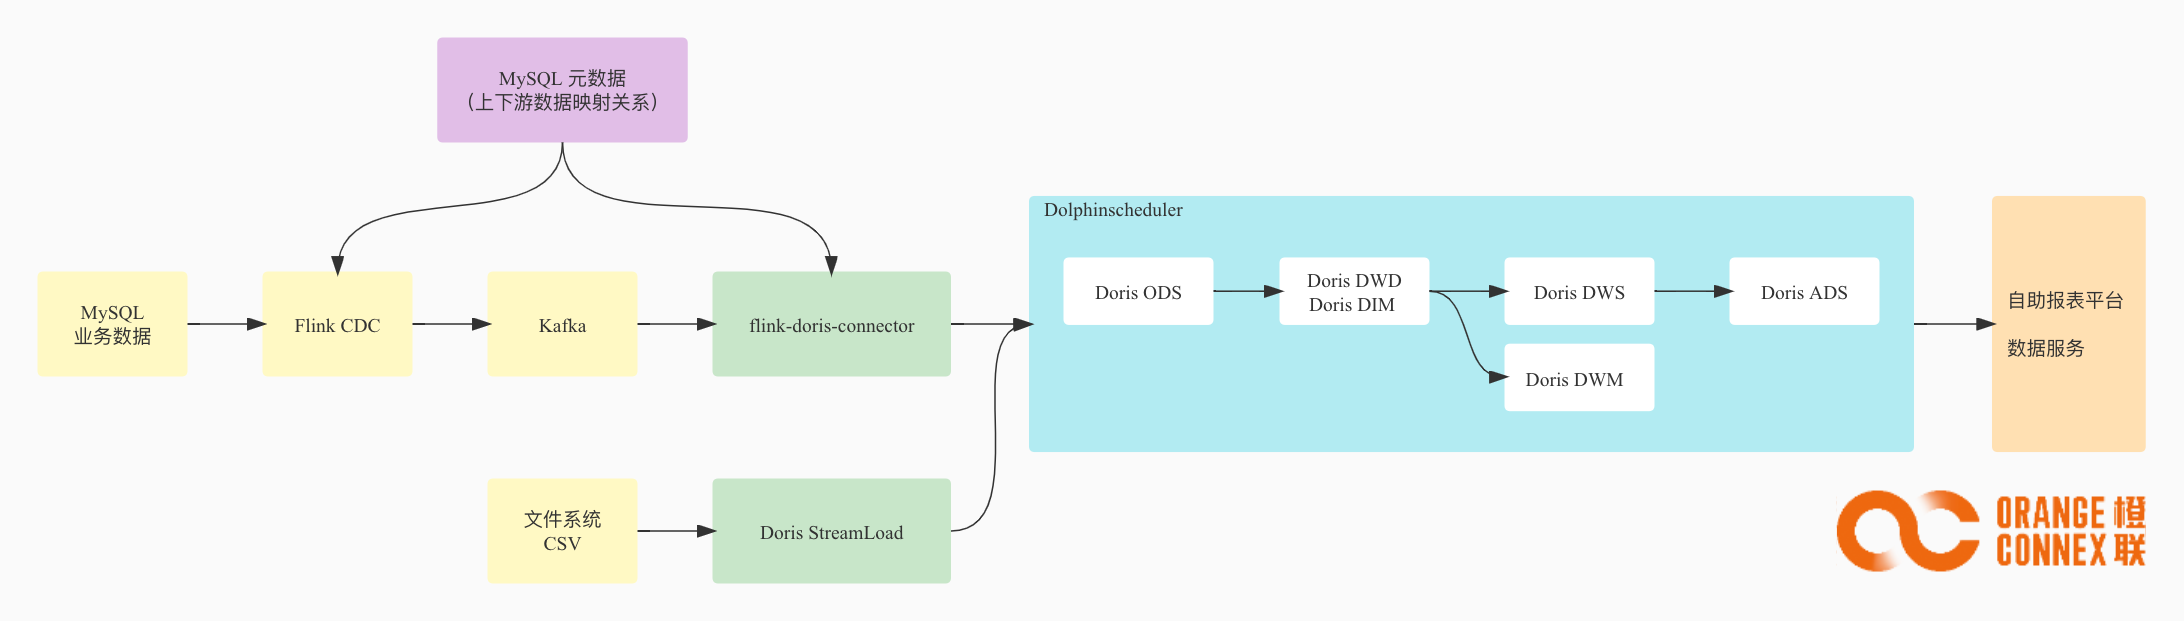 MySQL 元数据
（上下游数据映射关系）
MySQL
业务数据
Flink CDC
Kafka
flink-doris-connector
文件系统
CSV
Doris StreamLoad
Dolphinscheduler
Doris ODS
Doris DWD
Doris DIM
Doris DWS
Doris ADS
Doris DWM
自助报表平台
数据服务
ORANGE 橙
CONNEX 联